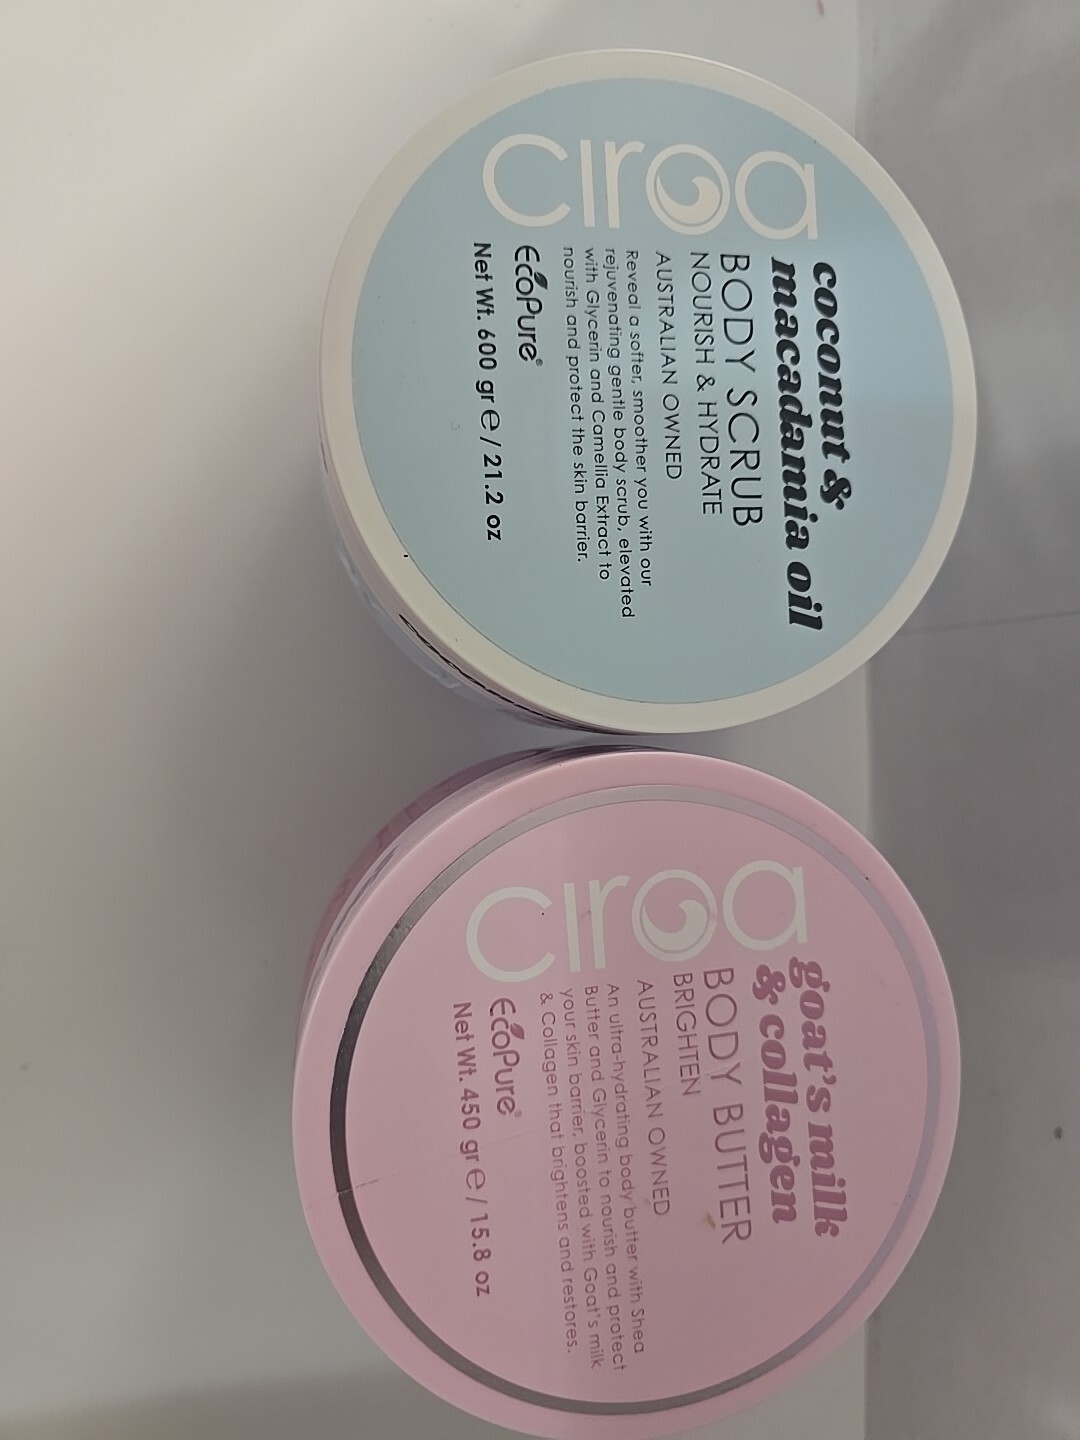 ciroa
coconut &
macadamia oil
BODY SCRUB
NOURISH & HYDRATE
AUSTRALIAN OWNED
Reveal a softer, smoother you with our
rejuvenating gentle body scrub, elevated
with Glycerin and Camellia Extract to
nourish and protect the skin barrier.
EcoPure®
Net Wt. 600 gr e / 21.2 oz
ciroa
goat's milk
& collagen
BODY BUTTER
BRIGHTEN
AUSTRALIAN OWNED
An ultra-hydrating body butter with Shea
Butter and Glycerin to nourish and protect
your skin barrier, boosted with Goat's milk
& Collagen that brightens and restores.
EcoPure®
Net Wt. 450 gr e / 15.8 oz